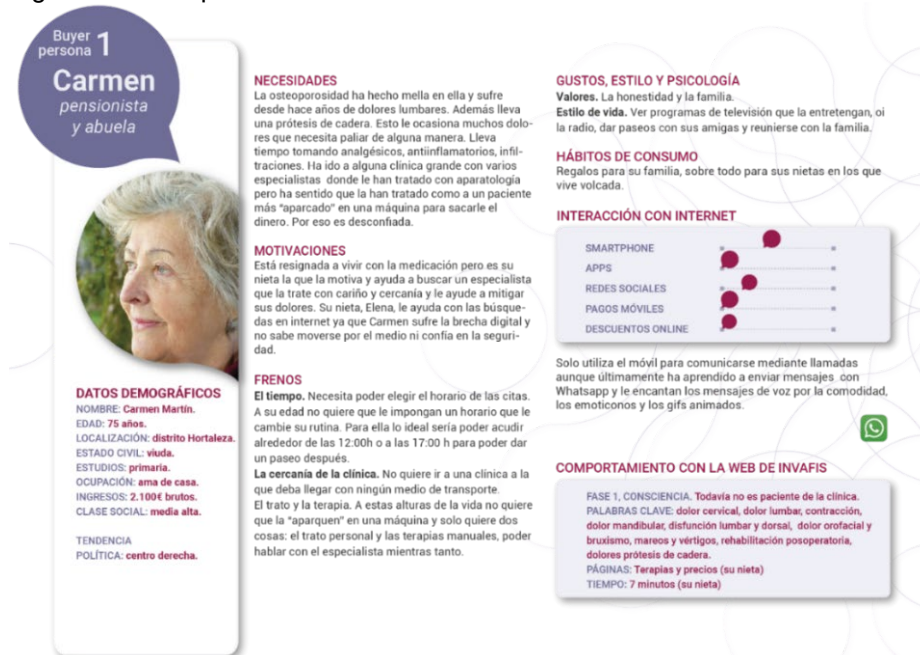 Buyer
persona 1
Carmen
pensionista
y abuela
DATOS DEMOGRÁFICOS
NOMBRE: Carmen Martín.
EDAD: 75 años.
LOCALIZACIÓN: distrito Hortaleza.
ESTADO CIVIL: viuda.
ESTUDIOS: primaria.
OCUPACIÓN: ama de casa.
INGRESOS: 2.100€ brutos.
CLASE SOCIAL: media alta.
TENDENCIA
POLÍTICA: centro derecha.
NECESIDADES
La osteoporosidad ha hecho mella en ella y sufre
desde hace años de dolores lumbares. Además lleva
una prótesis de cadera. Esto le ocasiona muchos dolo-
res que necesita paliar de alguna manera. Lleva
tiempo tomando analgésicos, antiinflamatorios, infil-
traciones. Ha ido a alguna clínica grande con varios
especialistas donde le han tratado con aparatología
pero ha sentido que la han tratado como a un paciente
más “aparcado” en una máquina para sacarle el
dinero. Por eso es desconfiada.
MOTIVACIONES
Está resignada a vivir con la medicación pero es su
nieta la que la motiva y ayuda a buscar un especialista
que la trate con cariño y cercanía y le ayude a mitigar
sus dolores. Su nieta, Elena, le ayuda con las búsque-
das en internet ya que Carmen sufre la brecha digital y
no sabe moverse por el medio ni confía en la seguri-
dad.
FRENOS
El tiempo. Necesita poder elegir el horario de las citas.
A su edad no quiere que le impongan un horario que le
cambie su rutina. Para ella lo ideal sería poder acudir
alrededor de las 12:00h o a las 17:00 h para poder dar
un paseo después.
La cercanía de la clínica. No quiere ir a una clínica a la
que deba llegar con ningún medio de transporte.
El trato y la terapia. A estas alturas de la vida no quiere
que la “aparquen” en una máquina y solo quiere dos
cosas: el trato personal y las terapias manuales, poder
hablar con el especialista mientras tanto.
GUSTOS, ESTILO Y PSICOLOGÍA
Valores. La honestidad y la familia.
Estilo de vida. Ver programas de televisión que la entretengan, oi
la radio, dar paseos con sus amigas y reunierse con la familia.
HÁBITOS DE CONSUMO
Regalos para su familia, sobre todo para sus nietas en los que
vive volcada.
INTERACCIÓN CON INTERNET
SMARTPHONE
APPS
REDES SOCIALES
PAGOS MÓVILES
DESCUENTOS ONLINE
Solo utiliza el móvil para comunicarse mediante llamadas
aunque últimamente ha aprendido a enviar mensajes con
Whatsapp y le encantan los mensajes de voz por la comodidad,
los emoticonos y los gifs animados.
COMPORTAMIENTO CON LA WEB DE INVAFIS
FASE 1, CONSCIENCIA. Todavía no es paciente de la clínica.
PALABRAS CLAVE: dolor cervical, dolor lumbar, contracción,
dolor mandibular, disfunción lumbar y dorsal, dolor orofacial y
bruxismo, mareos y vértigos, rehabilitación posoperatoria,
dolores prótesis de cadera.
PÁGINAS: Terapias y precios (su nieta)
TIEMPO: 7 minutos (su nieta)